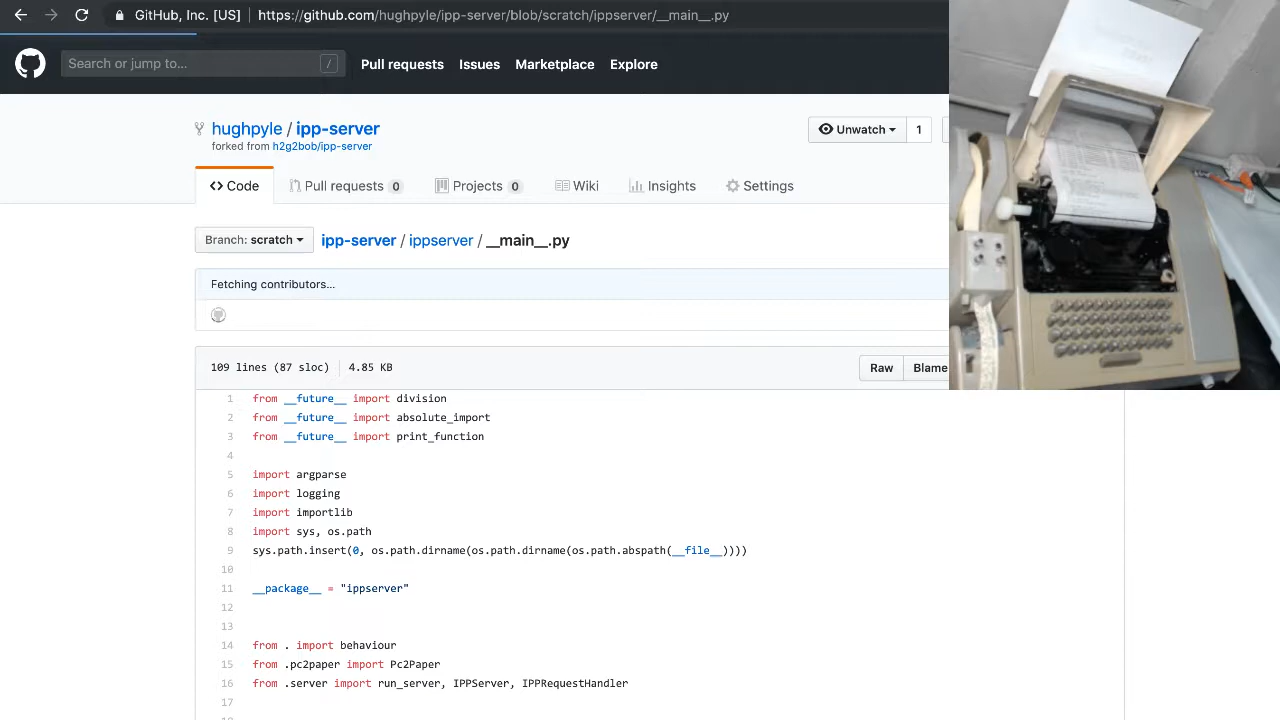 GitHub, Inc. [US] https://github.com/hughpyle/ipp-server/blob/scratch/ippserver/__main__.py
Search or jump to... / Pull requests Issues Marketplace Explore
hughpyle / ipp-server
Unwatch 1
forked from h2g2bob/ipp-server
Code Pull requests 0 Projects 0 Wiki Insights Settings
Branch: scratch ipp-server / ippserver / __main__.py
Fetching contributors...
109 lines (87 sloc) 4.85 KB
Raw Blame
1 from __future__ import division
2 from __future__ import absolute_import
3 from __future__ import print_function
4
5 import argparse
6 import logging
7 import importlib
8 import sys, os.path
9 sys.path.insert(0, os.path.dirname(os.path.dirname(os.path.abspath(__file__))))
10
11 __package__ = "ippserver"
12
13
14 from . import behaviour
15 from .pc2paper import Pc2Paper
16 from .server import run_server, IPPServer, IPPRequestHandler
17